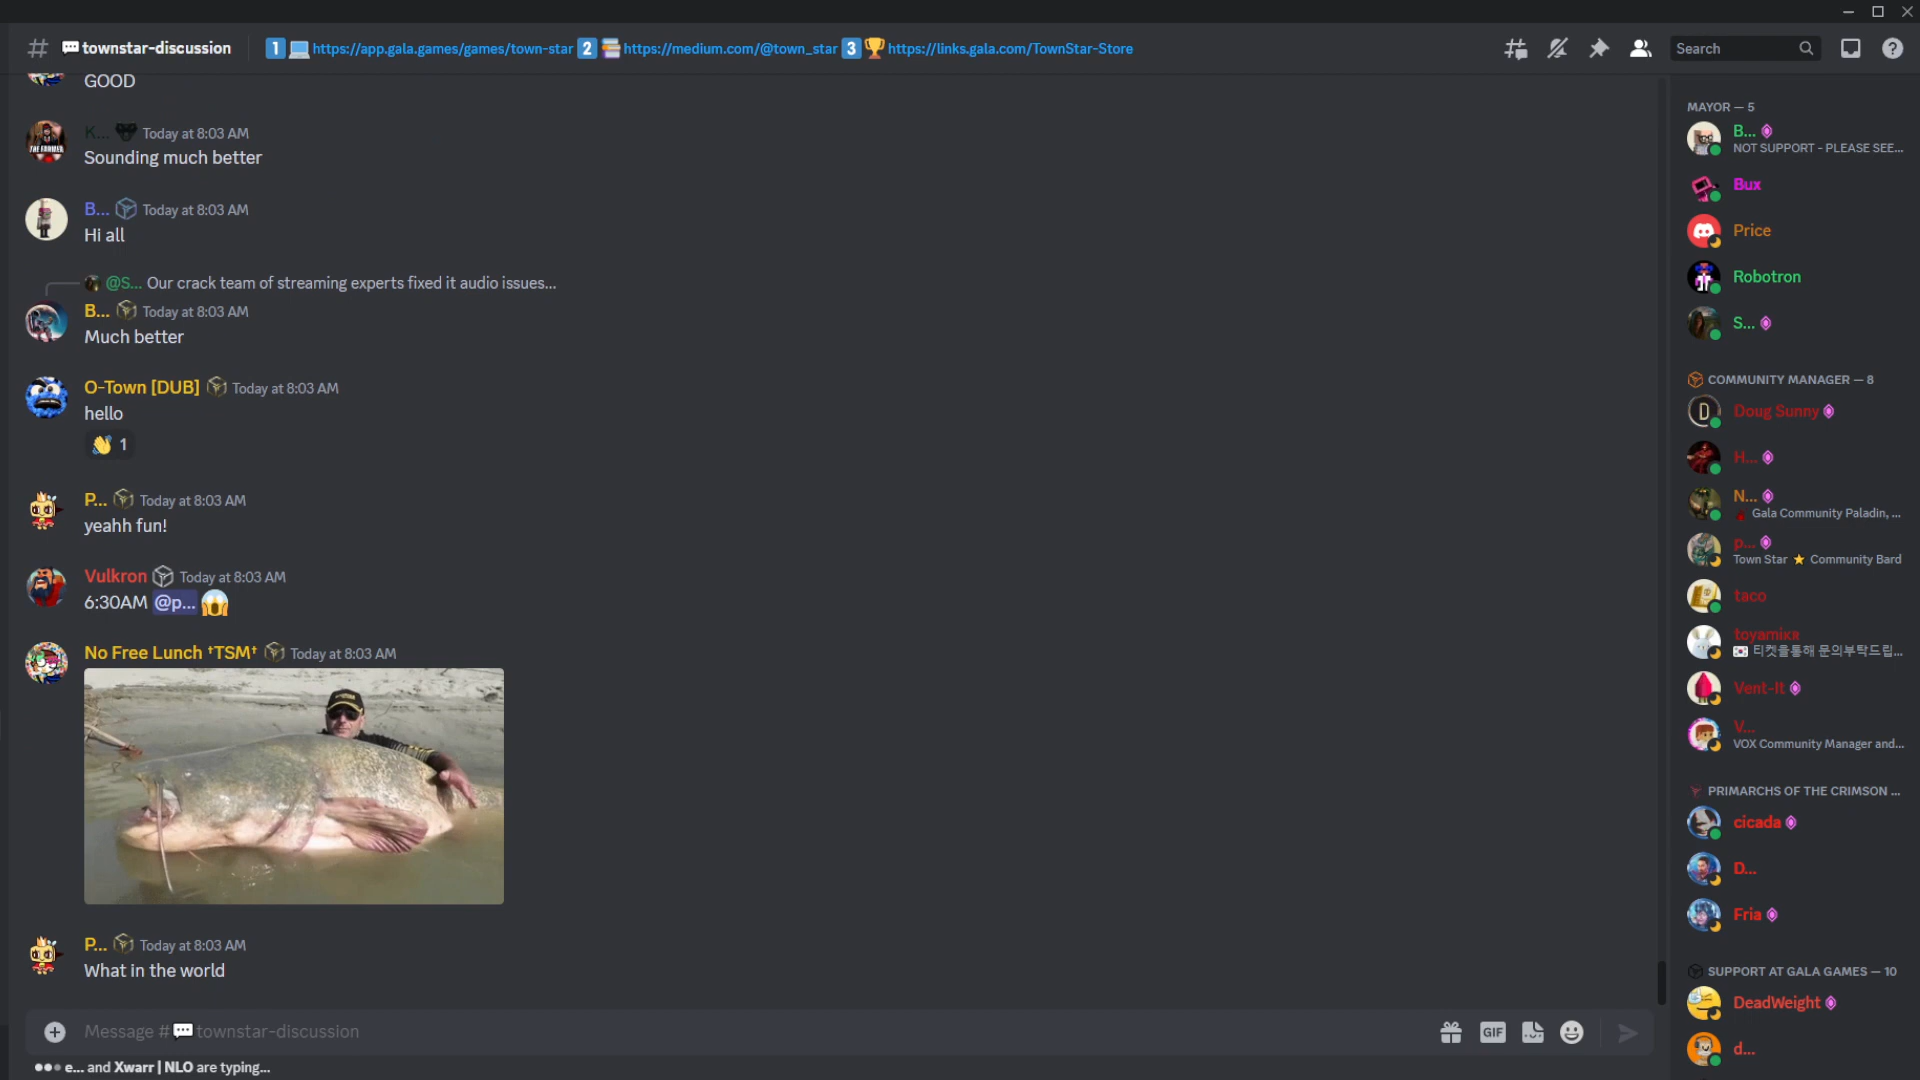 townstar-discussion
1 https://app.gala.games/games/town-star 2 https://medium.com/@town_star 3 https://links.gala.com/TownStar-Store
Search
GOOD
K... Today at 8:03 AM
THE FARMER
Sounding much better
B... Today at 8:03 AM
Hi all
@S... Our crack team of streaming experts fixed it audio issues...
B... Today at 8:03 AM
Much better
O-Town [DUB] Today at 8:03 AM
hello
1
P... Today at 8:03 AM
yeahh fun!
Vulkron Today at 8:03 AM
6:30AM @p...
No Free Lunch †TSM† Today at 8:03 AM
P... Today at 8:03 AM
What in the world
Message # townstar-discussion
GIF
e... and Xwarr | NLO are typing...
MAYOR — 5
B...
NOT SUPPORT - PLEASE SEE...
Bux
Price
Robotron
S...
COMMUNITY MANAGER — 8
D
Doug Sunny
H...
N...
Gala Community Paladin, ...
p...
Town Star ⭐ Community Bard
taco
toyamiKR
티켓을통해 문의부탁드립...
Vent-It
V...
VOX Community Manager and...
PRIMARCHS OF THE CRIMSON ...
cicada
D...
Fria
SUPPORT AT GALA GAMES — 10
DeadWeight
d...